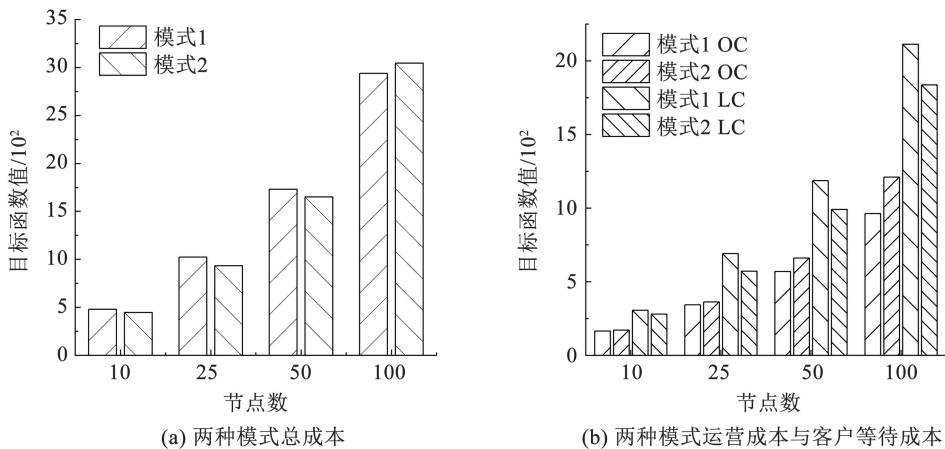 35
30
25
20
15
10
5
0
目标函数值/10²
模式1
模式2
10 25 50 100
节点数
(a) 两种模式总成本
20
15
10
5
0
目标函数值/10²
模式1 OC
模式2 OC
模式1 LC
模式2 LC
10 25 50 100
节点数
(b) 两种模式运营成本与客户等待成本